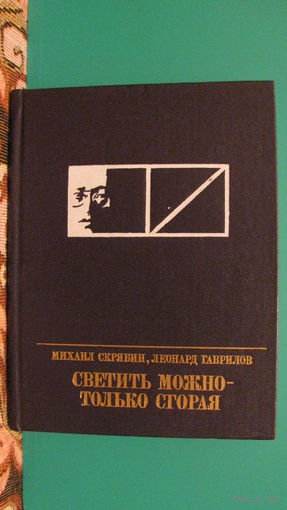 МИХАИЛ СКРЯБИН, ЛЕОНАРД ГАВРИЛОВ
СВЕТИТЬ МОЖНО-
ТОЛЬКО СГОРАЯ